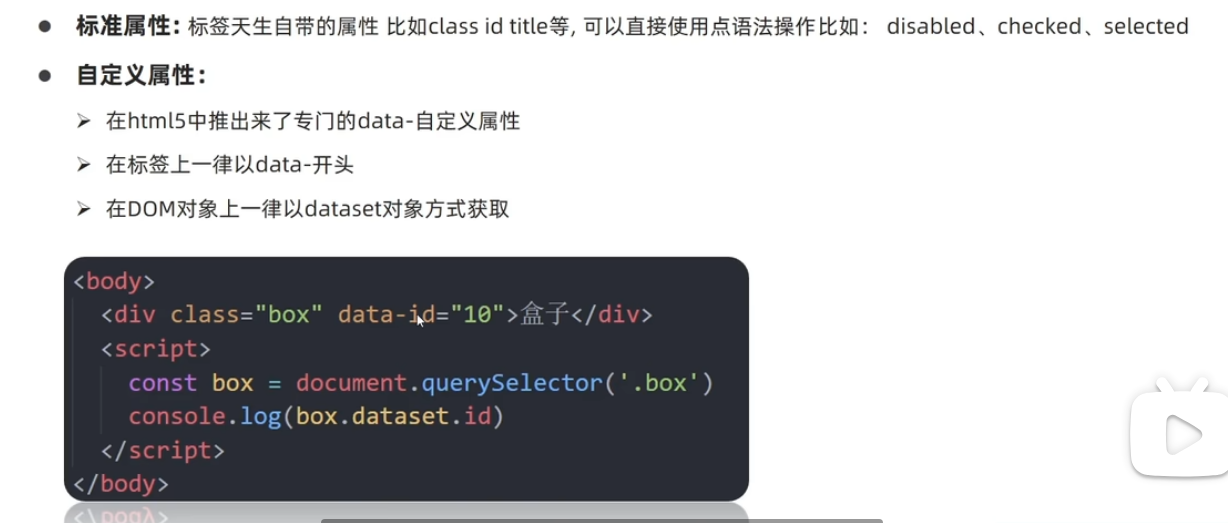 ● 标准属性: 标签天生自带的属性 比如class id title等, 可以直接使用点语法操作比如： disabled、checked、selected
● 自定义属性：
➢ 在html5中推出来了专门的data-自定义属性
➢ 在标签上一律以data-开头
➢ 在DOM对象上一律以dataset对象方式获取
<body>
<div class="box" data-id="10">盒子</div>
<script>
const box = document.querySelector('.box')
console.log(box.dataset.id)
</script>
</body>